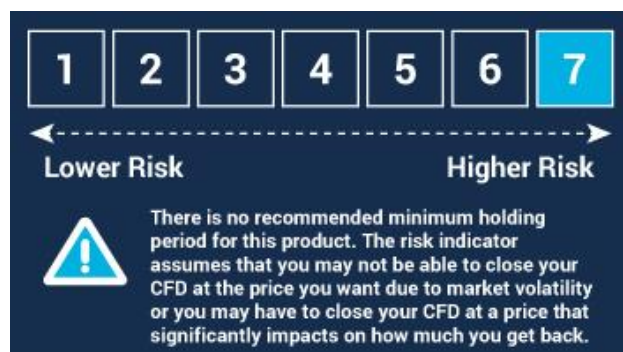 1 2 3 4 5 6 7
Lower Risk Higher Risk
There is no recommended minimum holding
period for this product. The risk indicator
assumes that you may not be able to close your
CFD at the price you want due to market volatility
or you may have to close your CFD at a price that
significantly impacts on how much you get back.